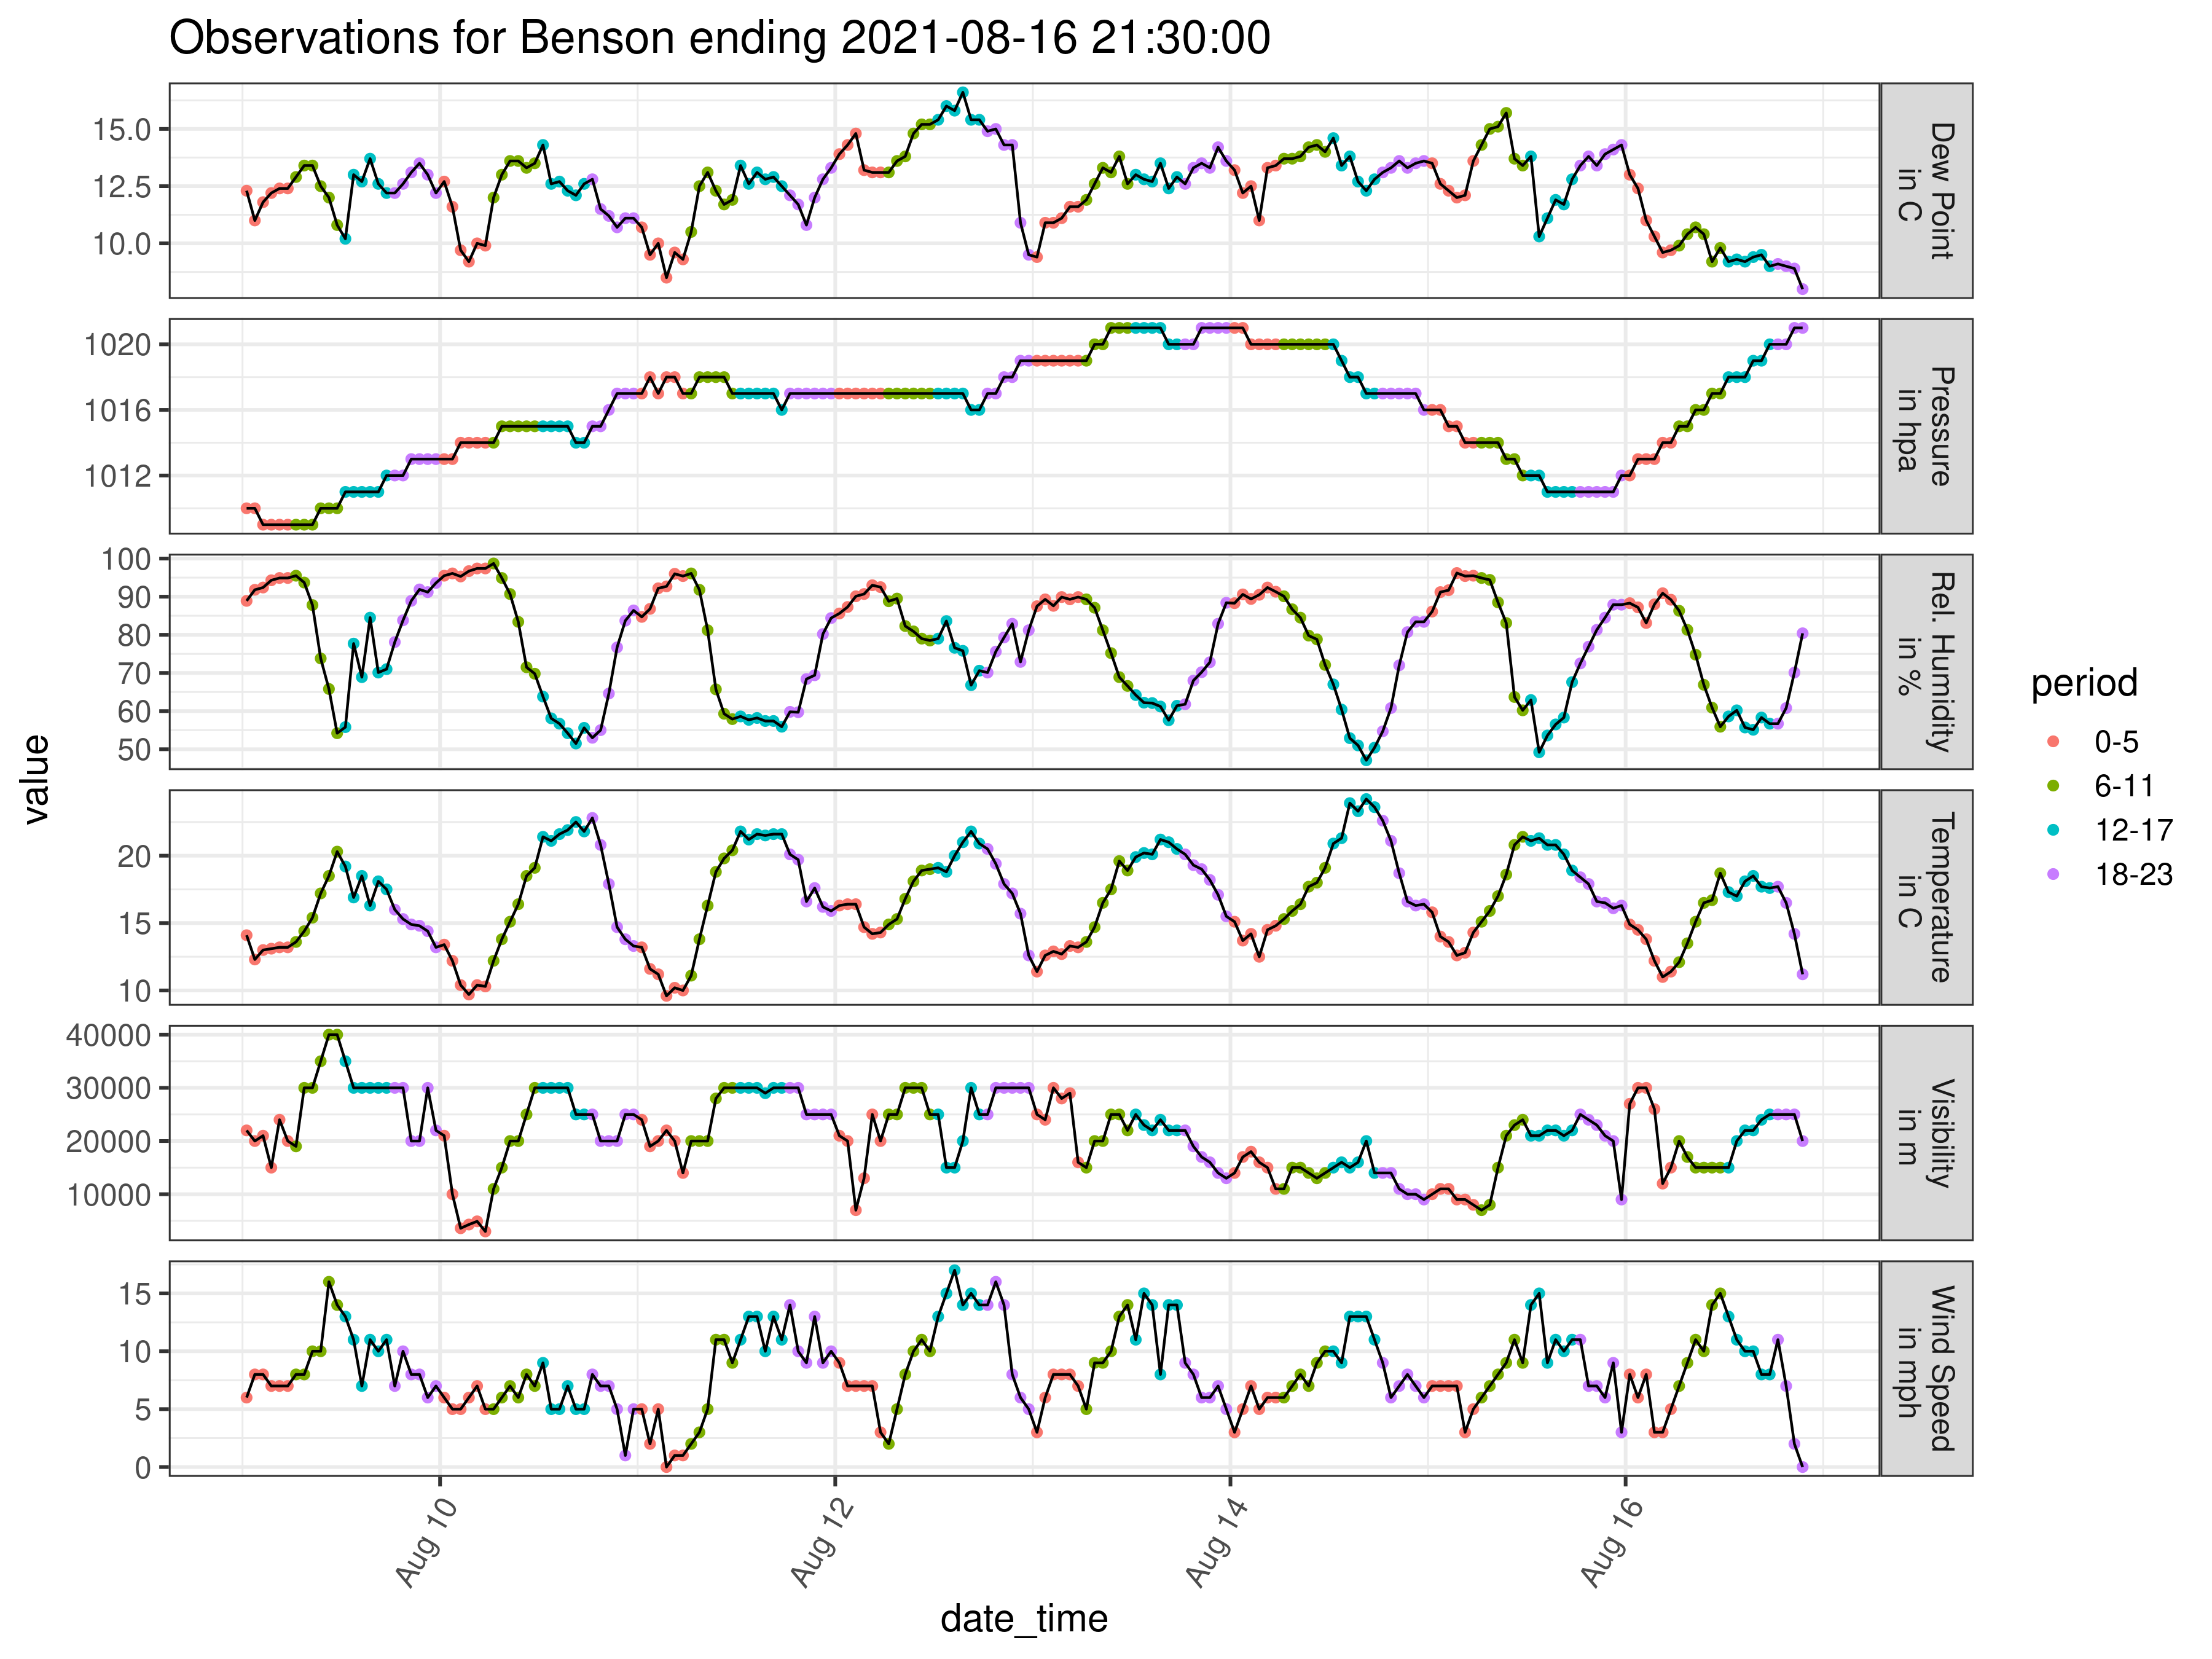 Observations for Benson ending 2021-08-16 21:30:00
value
15.0
12.5
10.0
Dew Point
in C
1020
1016
1012
Pressure
in hpa
100
90
80
70
60
50
Rel. Humidity
in %
20
15
10
Temperature
in C
40000
30000
20000
10000
Visibility
in m
15
10
5
0
Wind Speed
in mph
Aug 10
Aug 12
Aug 14
Aug 16
date_time
period
0-5
6-11
12-17
18-23